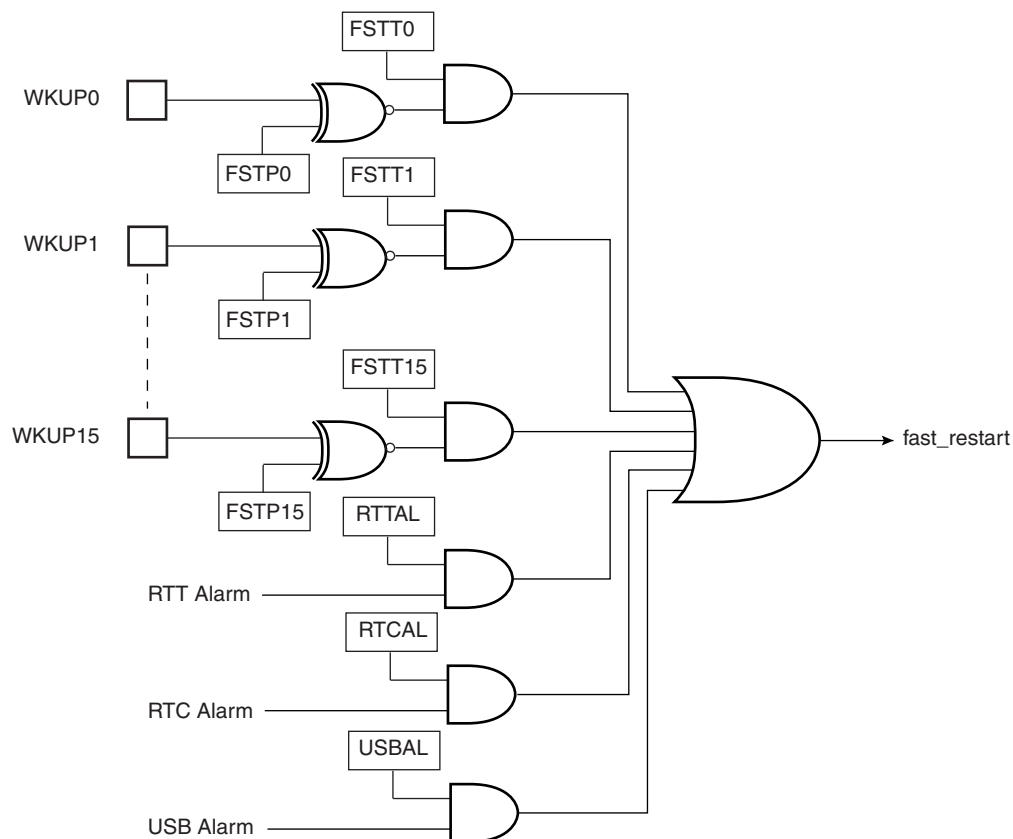 FSTT0
WKUP0
FSTP0
FSTT1
WKUP1
FSTP1
FSTT15
WKUP15
fast_restart
FSTP15
RTTAL
RTT Alarm
RTCAL
RTC Alarm
USBAL
USB Alarm